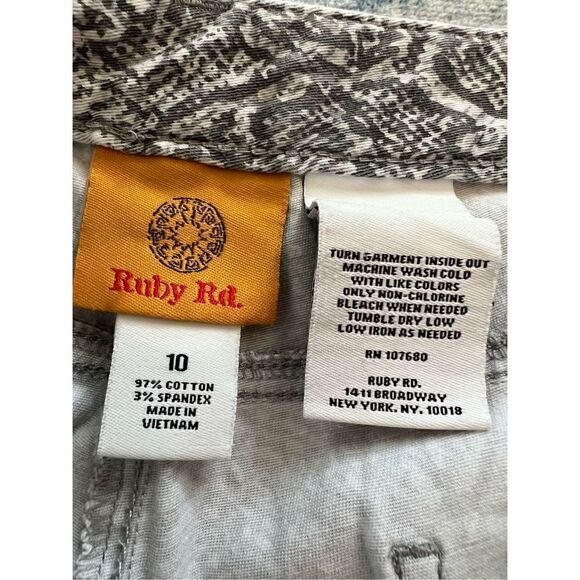 Ruby Rd.
10
97% COTTON
3% SPANDEX
MADE IN
VIETNAM
TURN GARMENT INSIDE OUT
MACHINE WASH COLD
WITH LIKE COLORS
ONLY NON-CHLORINE
BLEACH WHEN NEEDED
TUMBLE DRY LOW
LOW IRON AS NEEDED
RN 107680
RUBY RD.
1411 BROADWAY
NEW YORK. NY. 10018